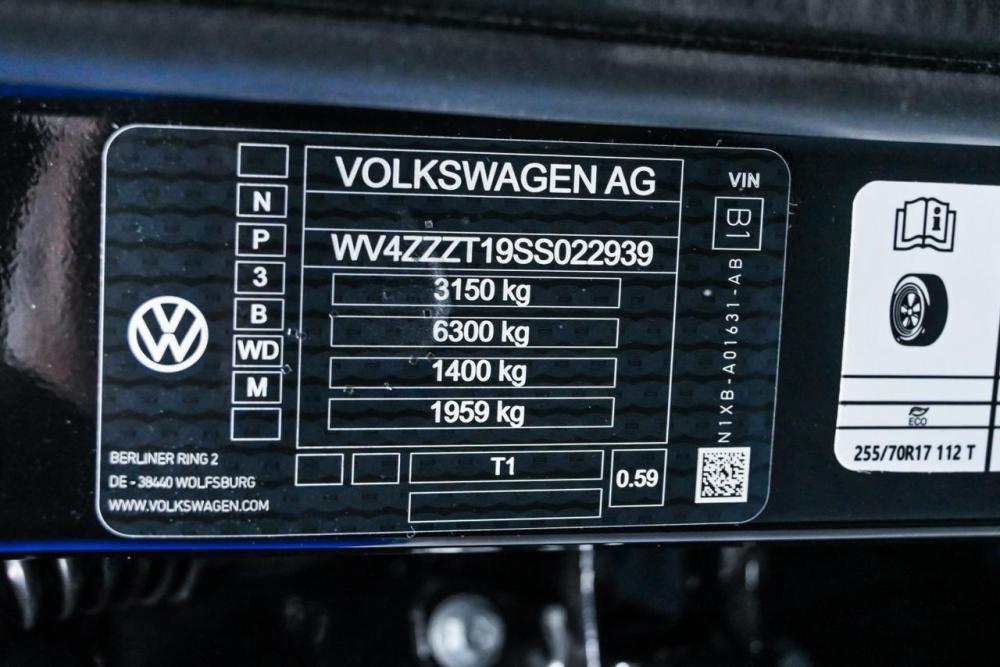 VOLKSWAGEN AG
WV4ZZZT19SS022939
3150 kg
6300 kg
1400 kg
1959 kg
T1
0.59
N
P
3
B
WD
M
BERLINER RING 2
DE - 38440 WOLFSBURG
WWW.VOLKSWAGEN.COM
VIN
B1
N1XB-A01631-AB
ECO
255/70R17 112 T